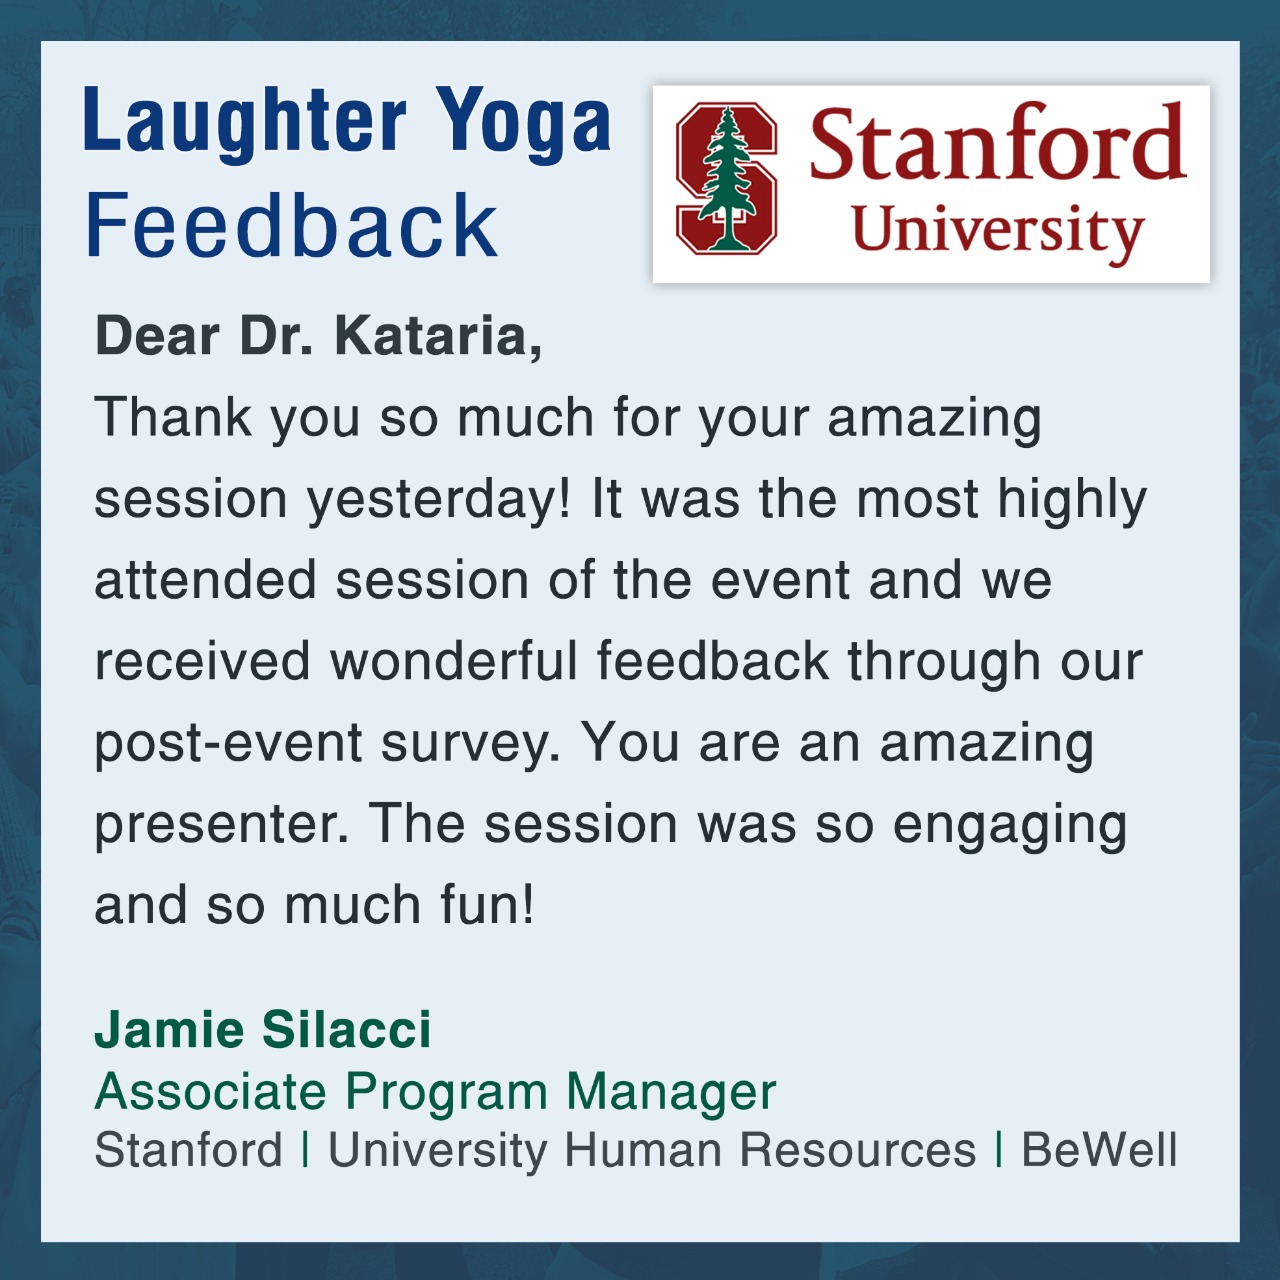 Laughter Yoga
Feedback
Stanford
University
Dear Dr. Kataria,
Thank you so much for your amazing
session yesterday! It was the most highly
attended session of the event and we
received wonderful feedback through our
post-event survey. You are an amazing
presenter. The session was so engaging
and so much fun!
Jamie Silacci
Associate Program Manager
Stanford | University Human Resources | BeWell